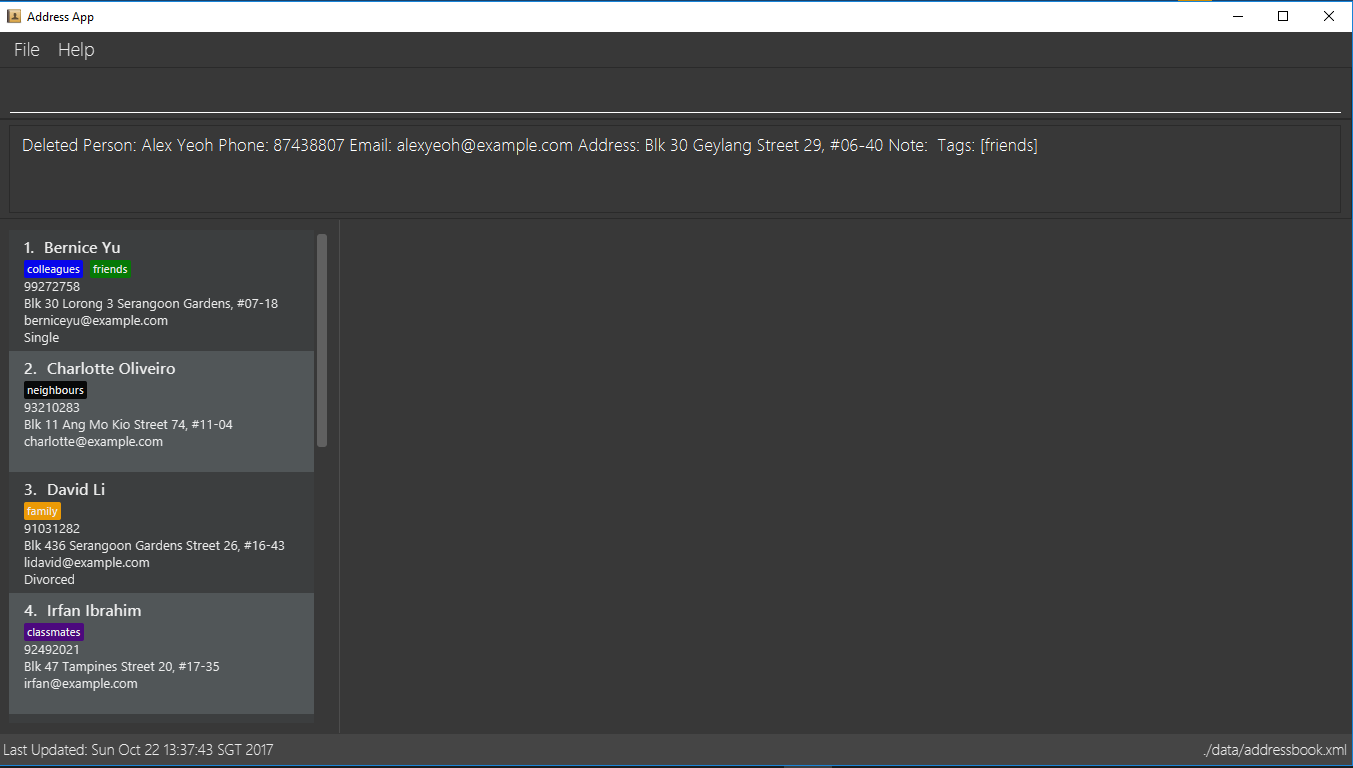 Address App
File Help
Deleted Person: Alex Yeoh Phone: 87438807 Email: alexyeoh@example.com Address: Blk 30 Geylang Street 29, #06-40 Note:  Tags: [friends]
1. Bernice Yu
colleagues friends
99272758
Blk 30 Lorong 3 Serangoon Gardens, #07-18
berniceyu@example.com
Single
2. Charlotte Oliveiro
neighbours
93210283
Blk 11 Ang Mo Kio Street 74, #11-04
charlotte@example.com
3. David Li
family
91031282
Blk 436 Serangoon Gardens Street 26, #16-43
lidavid@example.com
Divorced
4. Irfan Ibrahim
classmates
92492021
Blk 47 Tampines Street 20, #17-35
irfan@example.com
Last Updated: Sun Oct 22 13:37:43 SGT 2017
./data/addressbook.xml